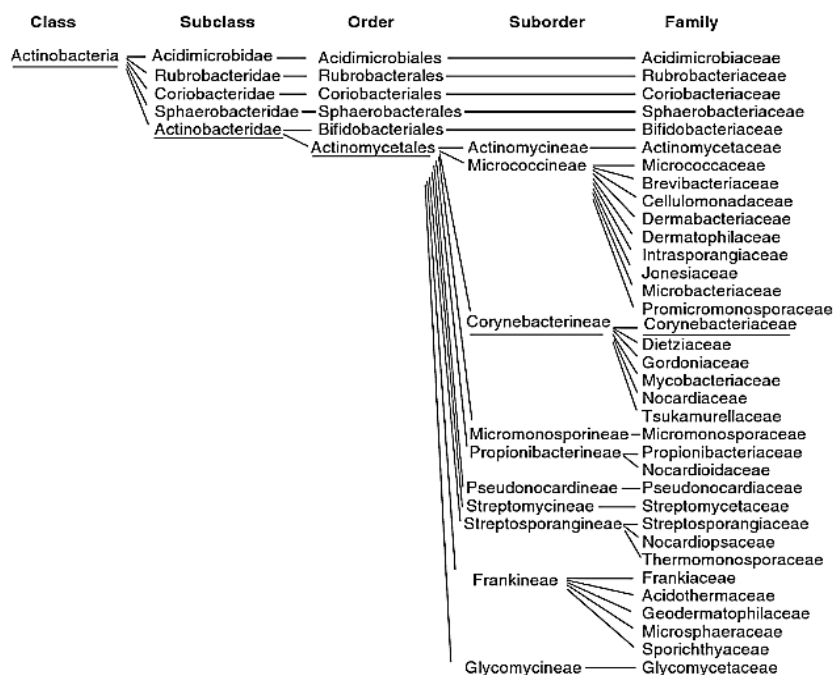 Class Subclass Order Suborder Family
Actinobacteria Acidimicrobidae Acidimicrobiales Acidimicrobiaceae
Rubrobacteridae Rubrobacterales Rubrobacteriaceae
Coriobacteridae Coriobacteriales Coriobacteriaceae
Sphaerobacteridae Sphaerobacterales Sphaerobacteriaceae
Actinobacteridae Bifidobacteriales Bifidobacteriaceae
Actinomycetales Actinomycineae Actinomycetaceae
Micrococcineae Micrococcaceae
Brevibacteriaceae
Cellulomonadaceae
Dermabacteriaceae
Dermatophilaceae
Intrasporangiaceae
Jonesiaceae
Microbacteriaceae
Promicromonosporaceae
Corynebacterineae Corynebacteriaceae
Dietziaceae
Gordoniaceae
Mycobacteriaceae
Nocardiaceae
Tsukamurellaceae
Micromonosporineae Micromonosporaceae
Propionibacterineae Propionibacteriaceae
Nocardioidaceae
Pseudonocardineae Pseudonocardiaceae
Streptomycineae Streptomycetaceae
Streptosporangineae Streptosporangiaceae
Nocardiopsaceae
Thermomonosporaceae
Frankineae Frankiaceae
Acidothermaceae
Geodermatophilaceae
Microsphaeraceae
Sporichthyaceae
Glycomycineae Glycomycetaceae